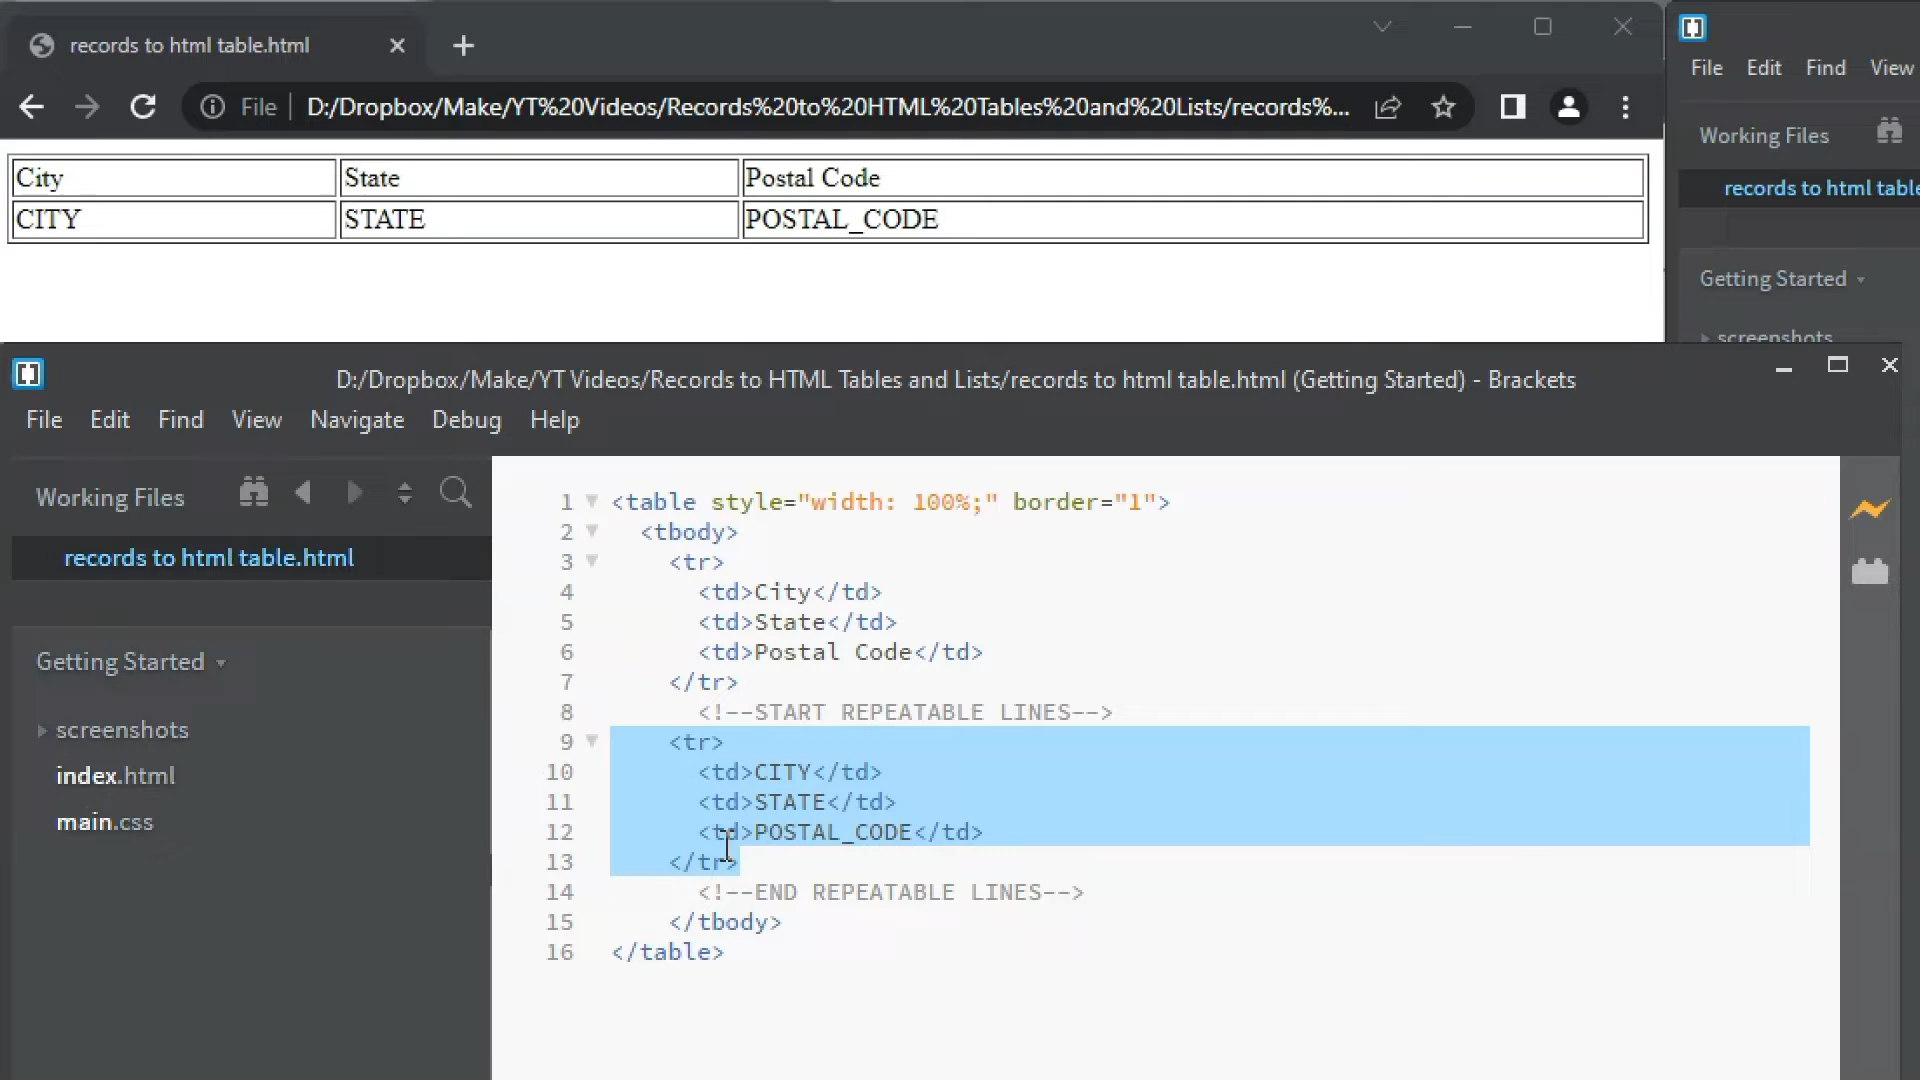 records to html table.html
File
D:/Dropbox/Make/YT%20Videos/Records%20to%20HTML%20Tables%20and%20Lists/records%...
City State Postal Code
CITY STATE POSTAL_CODE
File Edit Find View
Working Files
records to html table
Getting Started
screenshots
D:/Dropbox/Make/YT Videos/Records to HTML Tables and Lists/records to html table.html (Getting Started) - Brackets
File Edit Find View Navigate Debug Help
Working Files
records to html table.html
Getting Started
screenshots
index.html
main.css
1 <table style="width: 100%;" border="1">
2 <tbody>
3 <tr>
4 <td>City</td>
5 <td>State</td>
6 <td>Postal Code</td>
7 </tr>
8 <!--START REPEATABLE LINES-->
9 <tr>
10 <td>CITY</td>
11 <td>STATE</td>
12 <td>POSTAL_CODE</td>
13 </tr>
14 <!--END REPEATABLE LINES-->
15 </tbody>
16 </table>